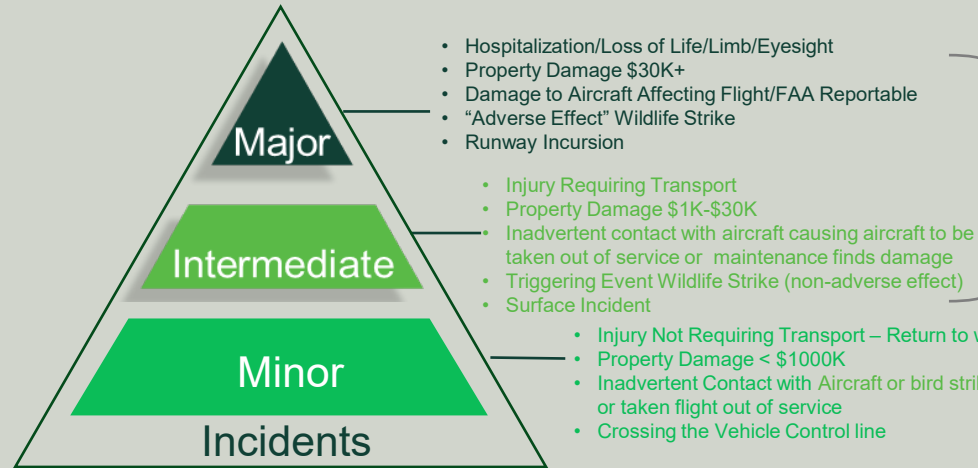 • Hospitalization/Loss of Life/Limb/Eyesight
• Property Damage $30K+
• Damage to Aircraft Affecting Flight/FAA Reportable
• “Adverse Effect” Wildlife Strike
• Runway Incursion
Major
• Injury Requiring Transport
• Property Damage $1K-$30K
• Inadvertent contact with aircraft causing aircraft to be
taken out of service or maintenance finds damage
• Triggering Event Wildlife Strike (non-adverse effect)
• Surface Incident
Intermediate
• Injury Not Requiring Transport – Return to
• Property Damage < $1000K
• Inadvertent Contact with Aircraft or bird
or taken flight out of service
• Crossing the Vehicle Control line
Minor
Incidents